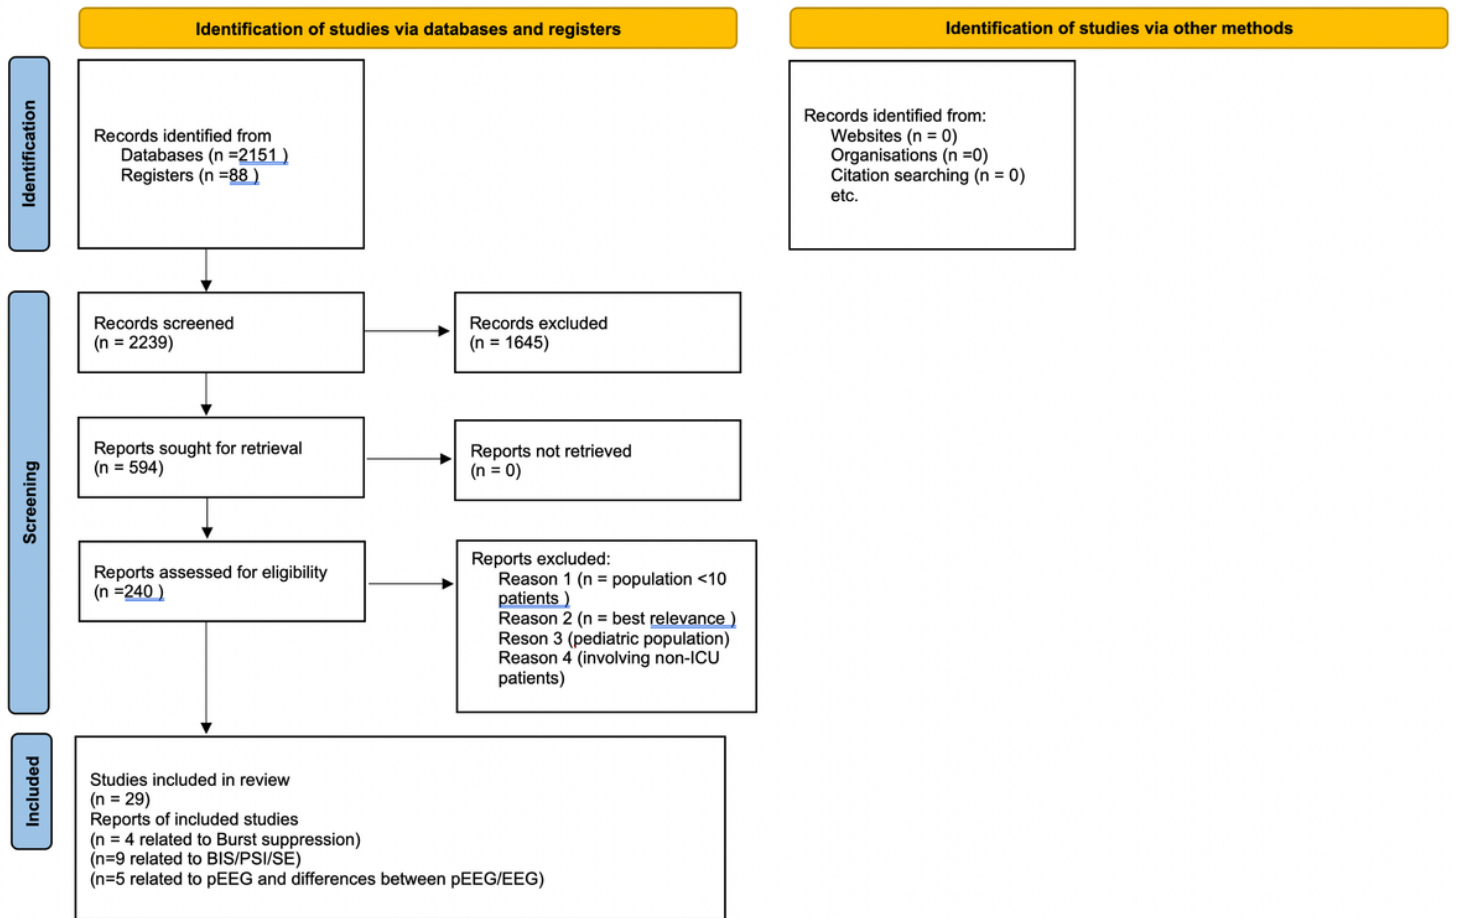 Identification of studies via databases and registers
Identification of studies via other methods
Identification
Records identified from
Databases (n =2151 )
Registers (n =88 )
Records identified from:
Websites (n = 0)
Organisations (n =0)
Citation searching (n = 0)
etc.
Screening
Records screened
(n = 2239)
Records excluded
(n = 1645)
Reports sought for retrieval
(n = 594)
Reports not retrieved
(n = 0)
Reports assessed for eligibility
(n =240 )
Reports excluded:
Reason 1 (n = population <10
patients )
Reason 2 (n = best relevance )
Reson 3 (pediatric population)
Reason 4 (involving non-ICU
patients)
Included
Studies included in review
(n = 29)
Reports of included studies
(n = 4 related to Burst suppression)
(n=9 related to BIS/PSI/SE)
(n=5 related to pEEG and differences between pEEG/EEG)